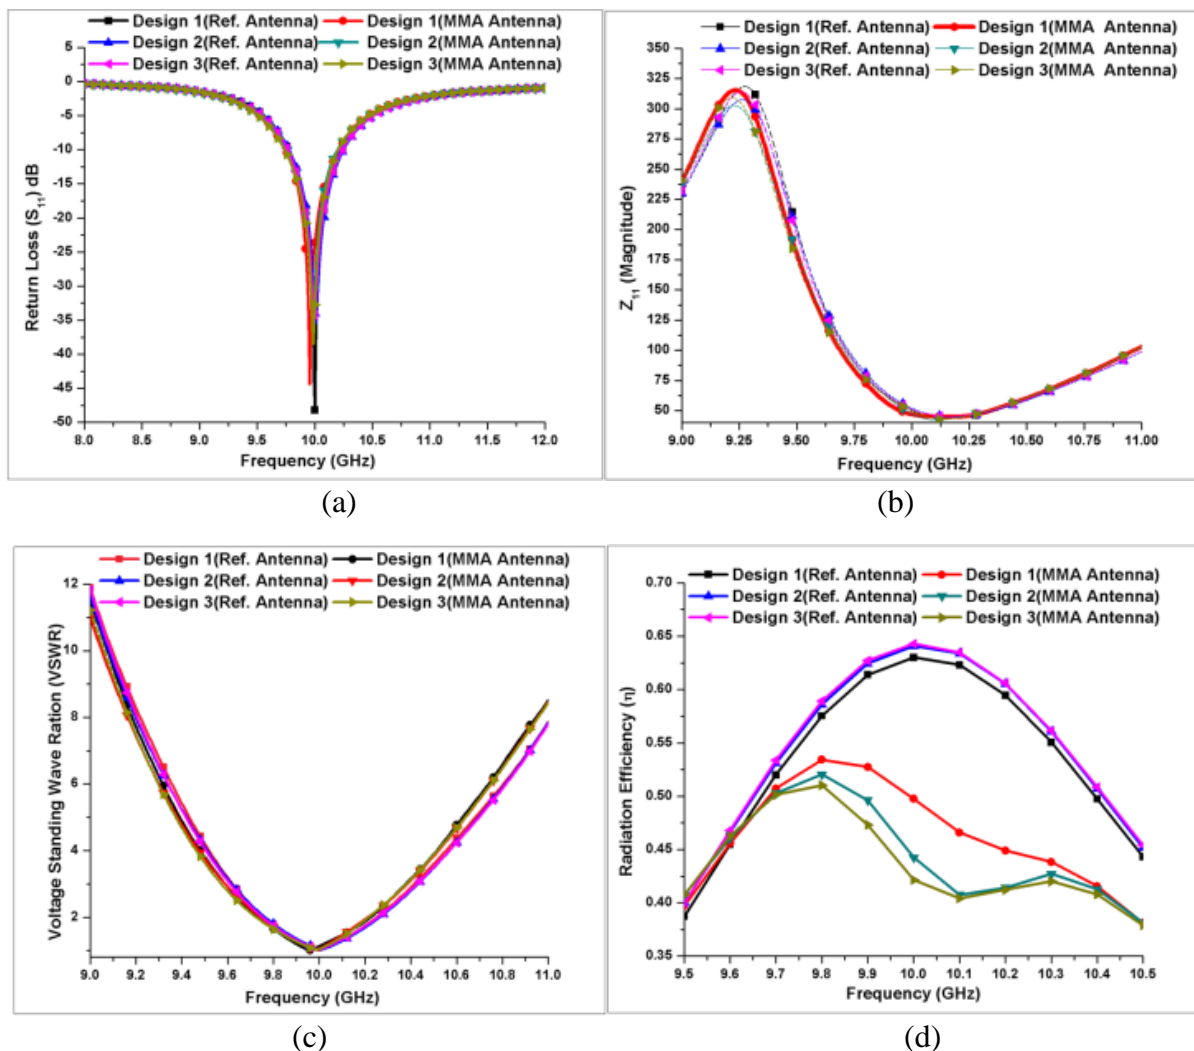 Design 1(Ref. Antenna) Design 1(MMA Antenna)
Design 2(Ref. Antenna) Design 2(MMA Antenna)
Design 3(Ref. Antenna) Design 3(MMA Antenna)
5
0
-5
-10
-15
-20
-25
-30
-35
-40
-45
-50
Return Loss (S11) dB
8.0 8.5 9.0 9.5 10.0 10.5 11.0 11.5 12.0
Frequency (GHz)
(a)
Design 1(Ref. Antenna) Design 1(MMA Antenna)
Design 2(Ref. Antenna) Design 2(MMA Antenna)
Design 3(Ref. Antenna) Design 3(MMA Antenna)
350
325
300
275
250
225
200
175
150
125
100
75
50
Z11 (Magnitude)
9.00 9.25 9.50 9.75 10.00 10.25 10.50 10.75 11.00
Frequency (GHz)
(b)
Design 1(Ref. Antenna) Design 1(MMA Antenna)
Design 2(Ref. Antenna) Design 2(MMA Antenna)
Design 3(Ref. Antenna) Design 3(MMA Antenna)
12
10
8
6
4
2
Voltage Standing Wave Ration (VSWR)
9.0 9.2 9.4 9.6 9.8 10.0 10.2 10.4 10.6 10.8 11.0
Frequency (GHz)
(c)
Design 1(Ref. Antenna) Design 1(MMA Antenna)
Design 2(Ref. Antenna) Design 2(MMA Antenna)
Design 3(Ref. Antenna) Design 3(MMA Antenna)
0.70
0.65
0.60
0.55
0.50
0.45
0.40
0.35
Radiation Efficiency (η)
9.5 9.6 9.7 9.8 9.9 10.0 10.1 10.2 10.3 10.4 10.5
Frequency (GHz)
(d)